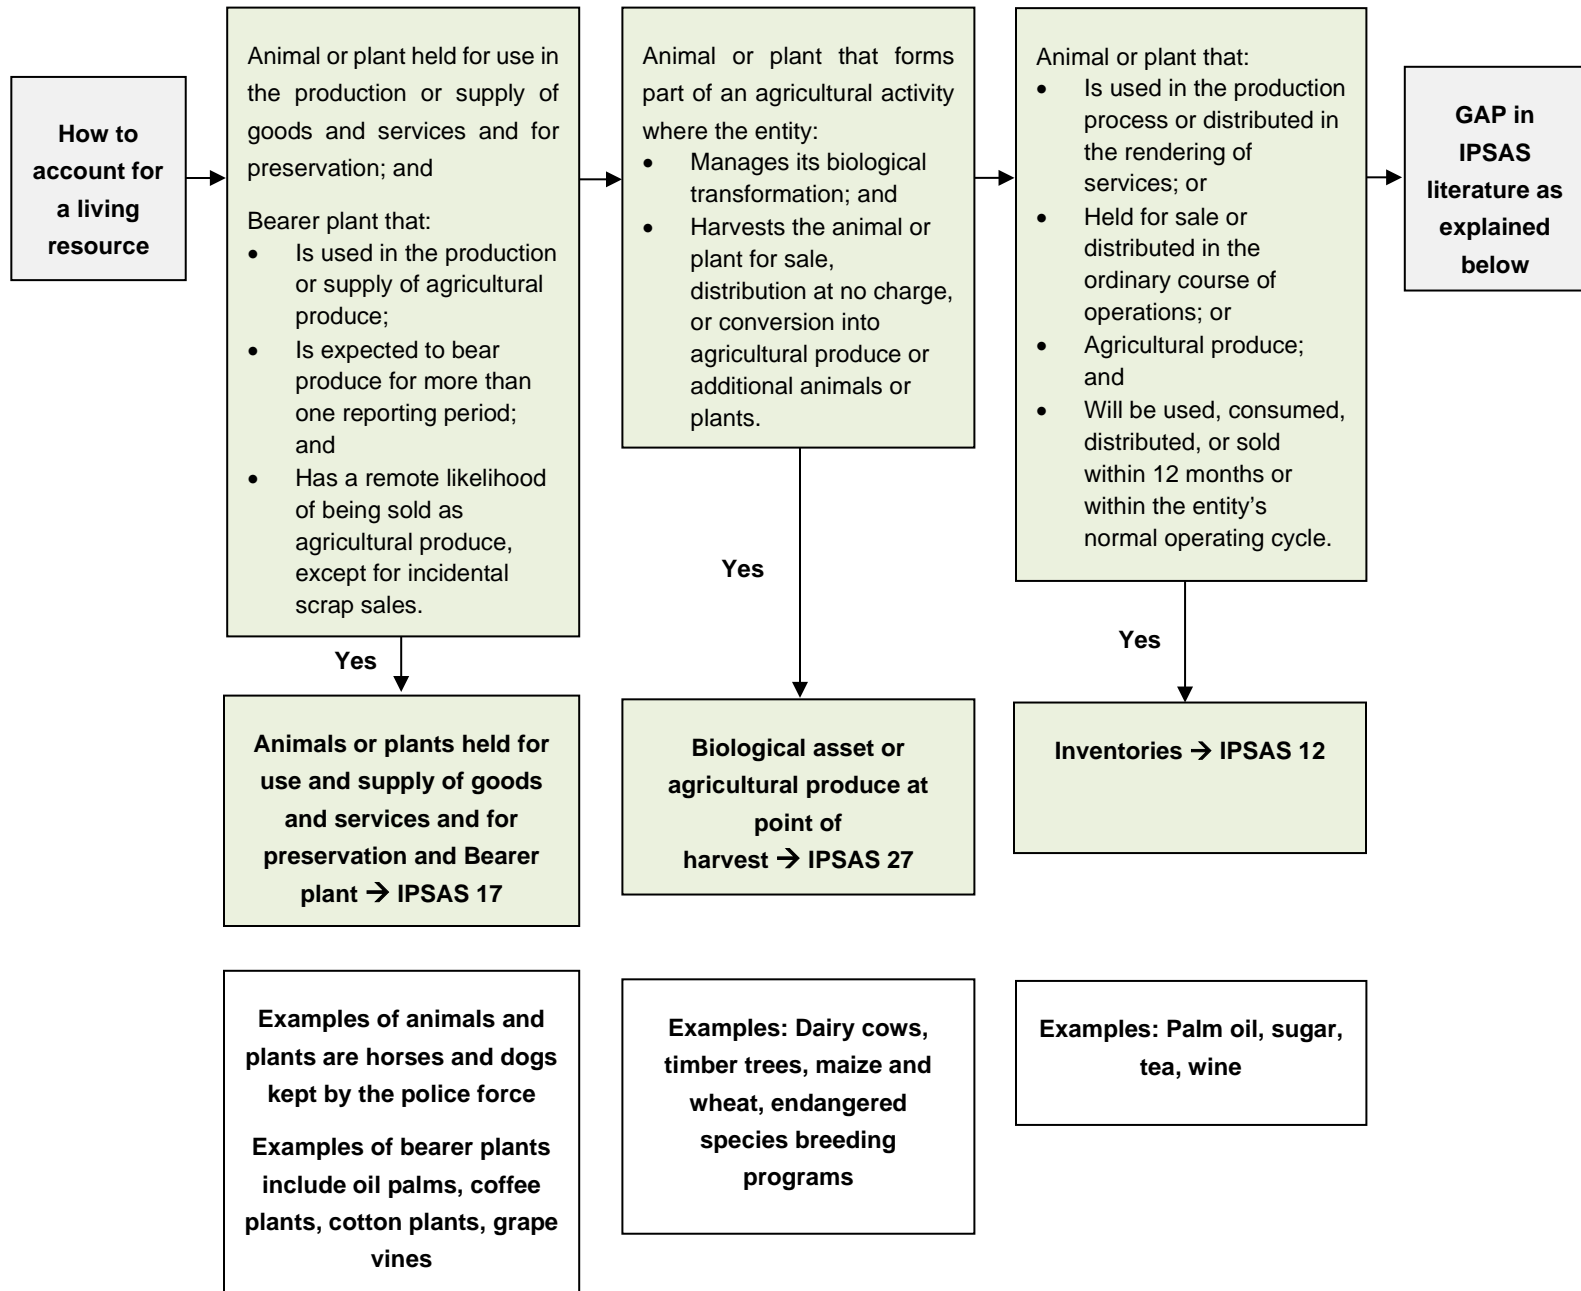 How to
account for
a living
resource
Animal or plant held for use in
the production or supply of
goods and services and for
preservation; and
Bearer plant that:
• Is used in the production
or supply of agricultural
produce;
• Is expected to bear
produce for more than
one reporting period;
and
• Has a remote likelihood
of being sold as
agricultural produce,
except for incidental
scrap sales.
Animal or plant that forms
part of an agricultural activity
where the entity:
• Manages its biological
transformation; and
• Harvests the animal or
plant for sale,
distribution at no charge,
or conversion into
agricultural produce or
additional animals or
plants.
Animal or plant that:
• Is used in the production
process or distributed in
the rendering of
services; or
• Held for sale or
distributed in the
ordinary course of
operations; or
• Agricultural produce;
and
• Will be used, consumed,
distributed, or sold
within 12 months or
within the entity’s
normal operating cycle.
GAP in
IPSAS
literature as
explained
below
Yes
Yes
Yes
Animals or plants held for
use and supply of goods
and services and for
preservation and Bearer
plant → IPSAS 17
Biological asset or
agricultural produce at
point of
harvest → IPSAS 27
Inventories → IPSAS 12
Examples of animals and
plants are horses and dogs
kept by the police force
Examples of bearer plants
include oil palms, coffee
plants, cotton plants, grape
vines
Examples: Dairy cows,
timber trees, maize and
wheat, endangered
species breeding
programs
Examples: Palm oil, sugar,
tea, wine